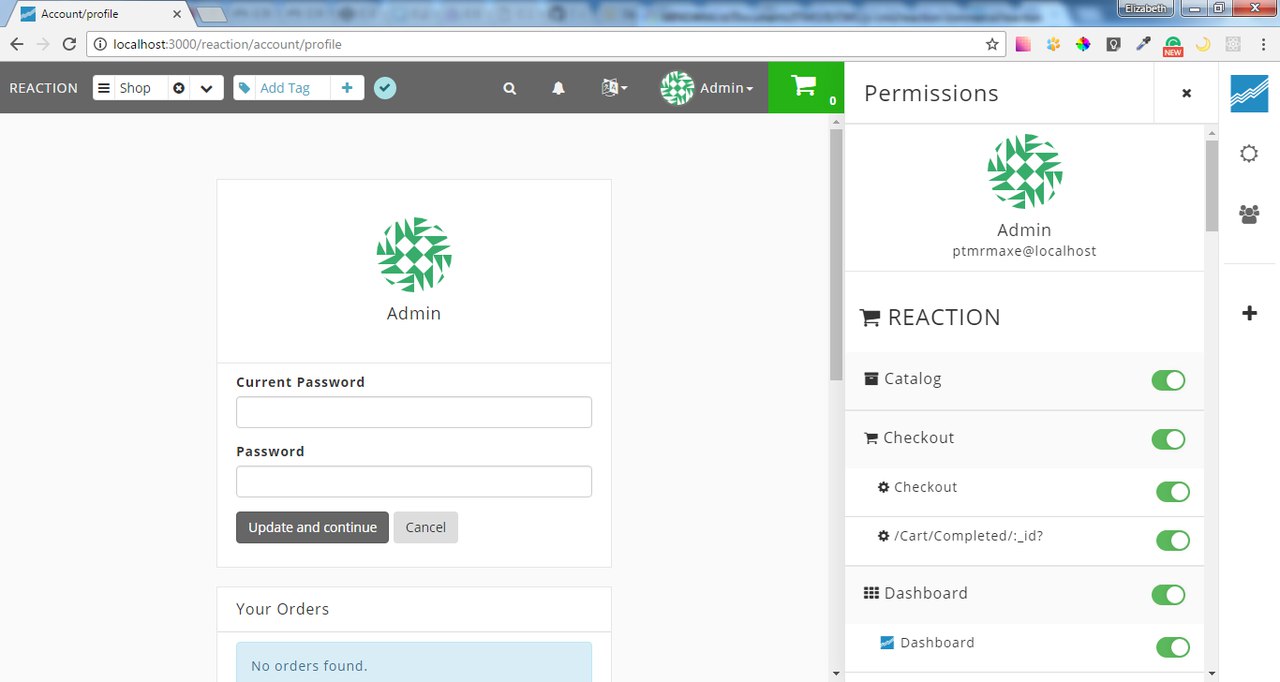 Account/profile
Elizabeth
localhost:3000/reaction/account/profile
NEW
REACTION
Shop
Add Tag
Admin
0
Permissions
Admin
ptmrmaxe@localhost
REACTION
Catalog
Checkout
Checkout
/Cart/Completed/:_id?
Dashboard
Dashboard
Admin
Current Password
Password
Update and continue
Cancel
Your Orders
No orders found.